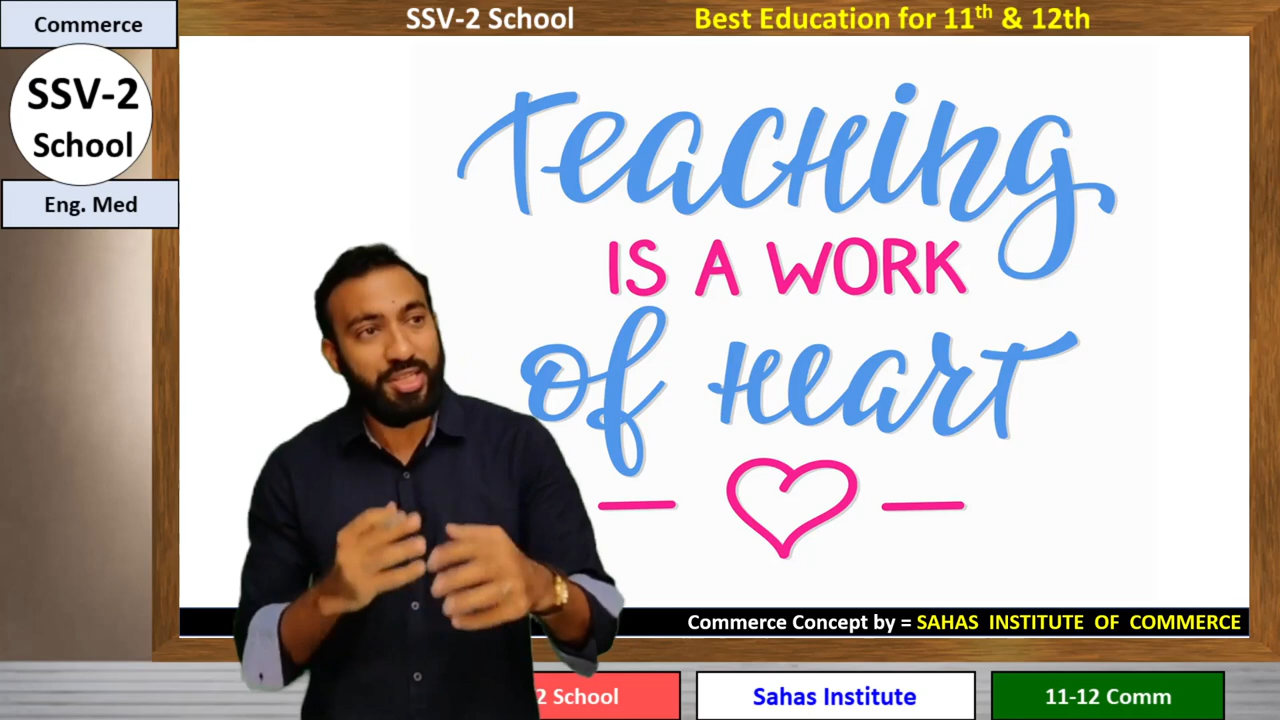 Commerce
SSV-2 School
Best Education for 11th & 12th
SSV-2
School
Eng. Med
Teaching
IS A WORK
of Heart
Commerce Concept by = SAHAS INSTITUTE OF COMMERCE
2 School
Sahas Institute
11-12 Comm